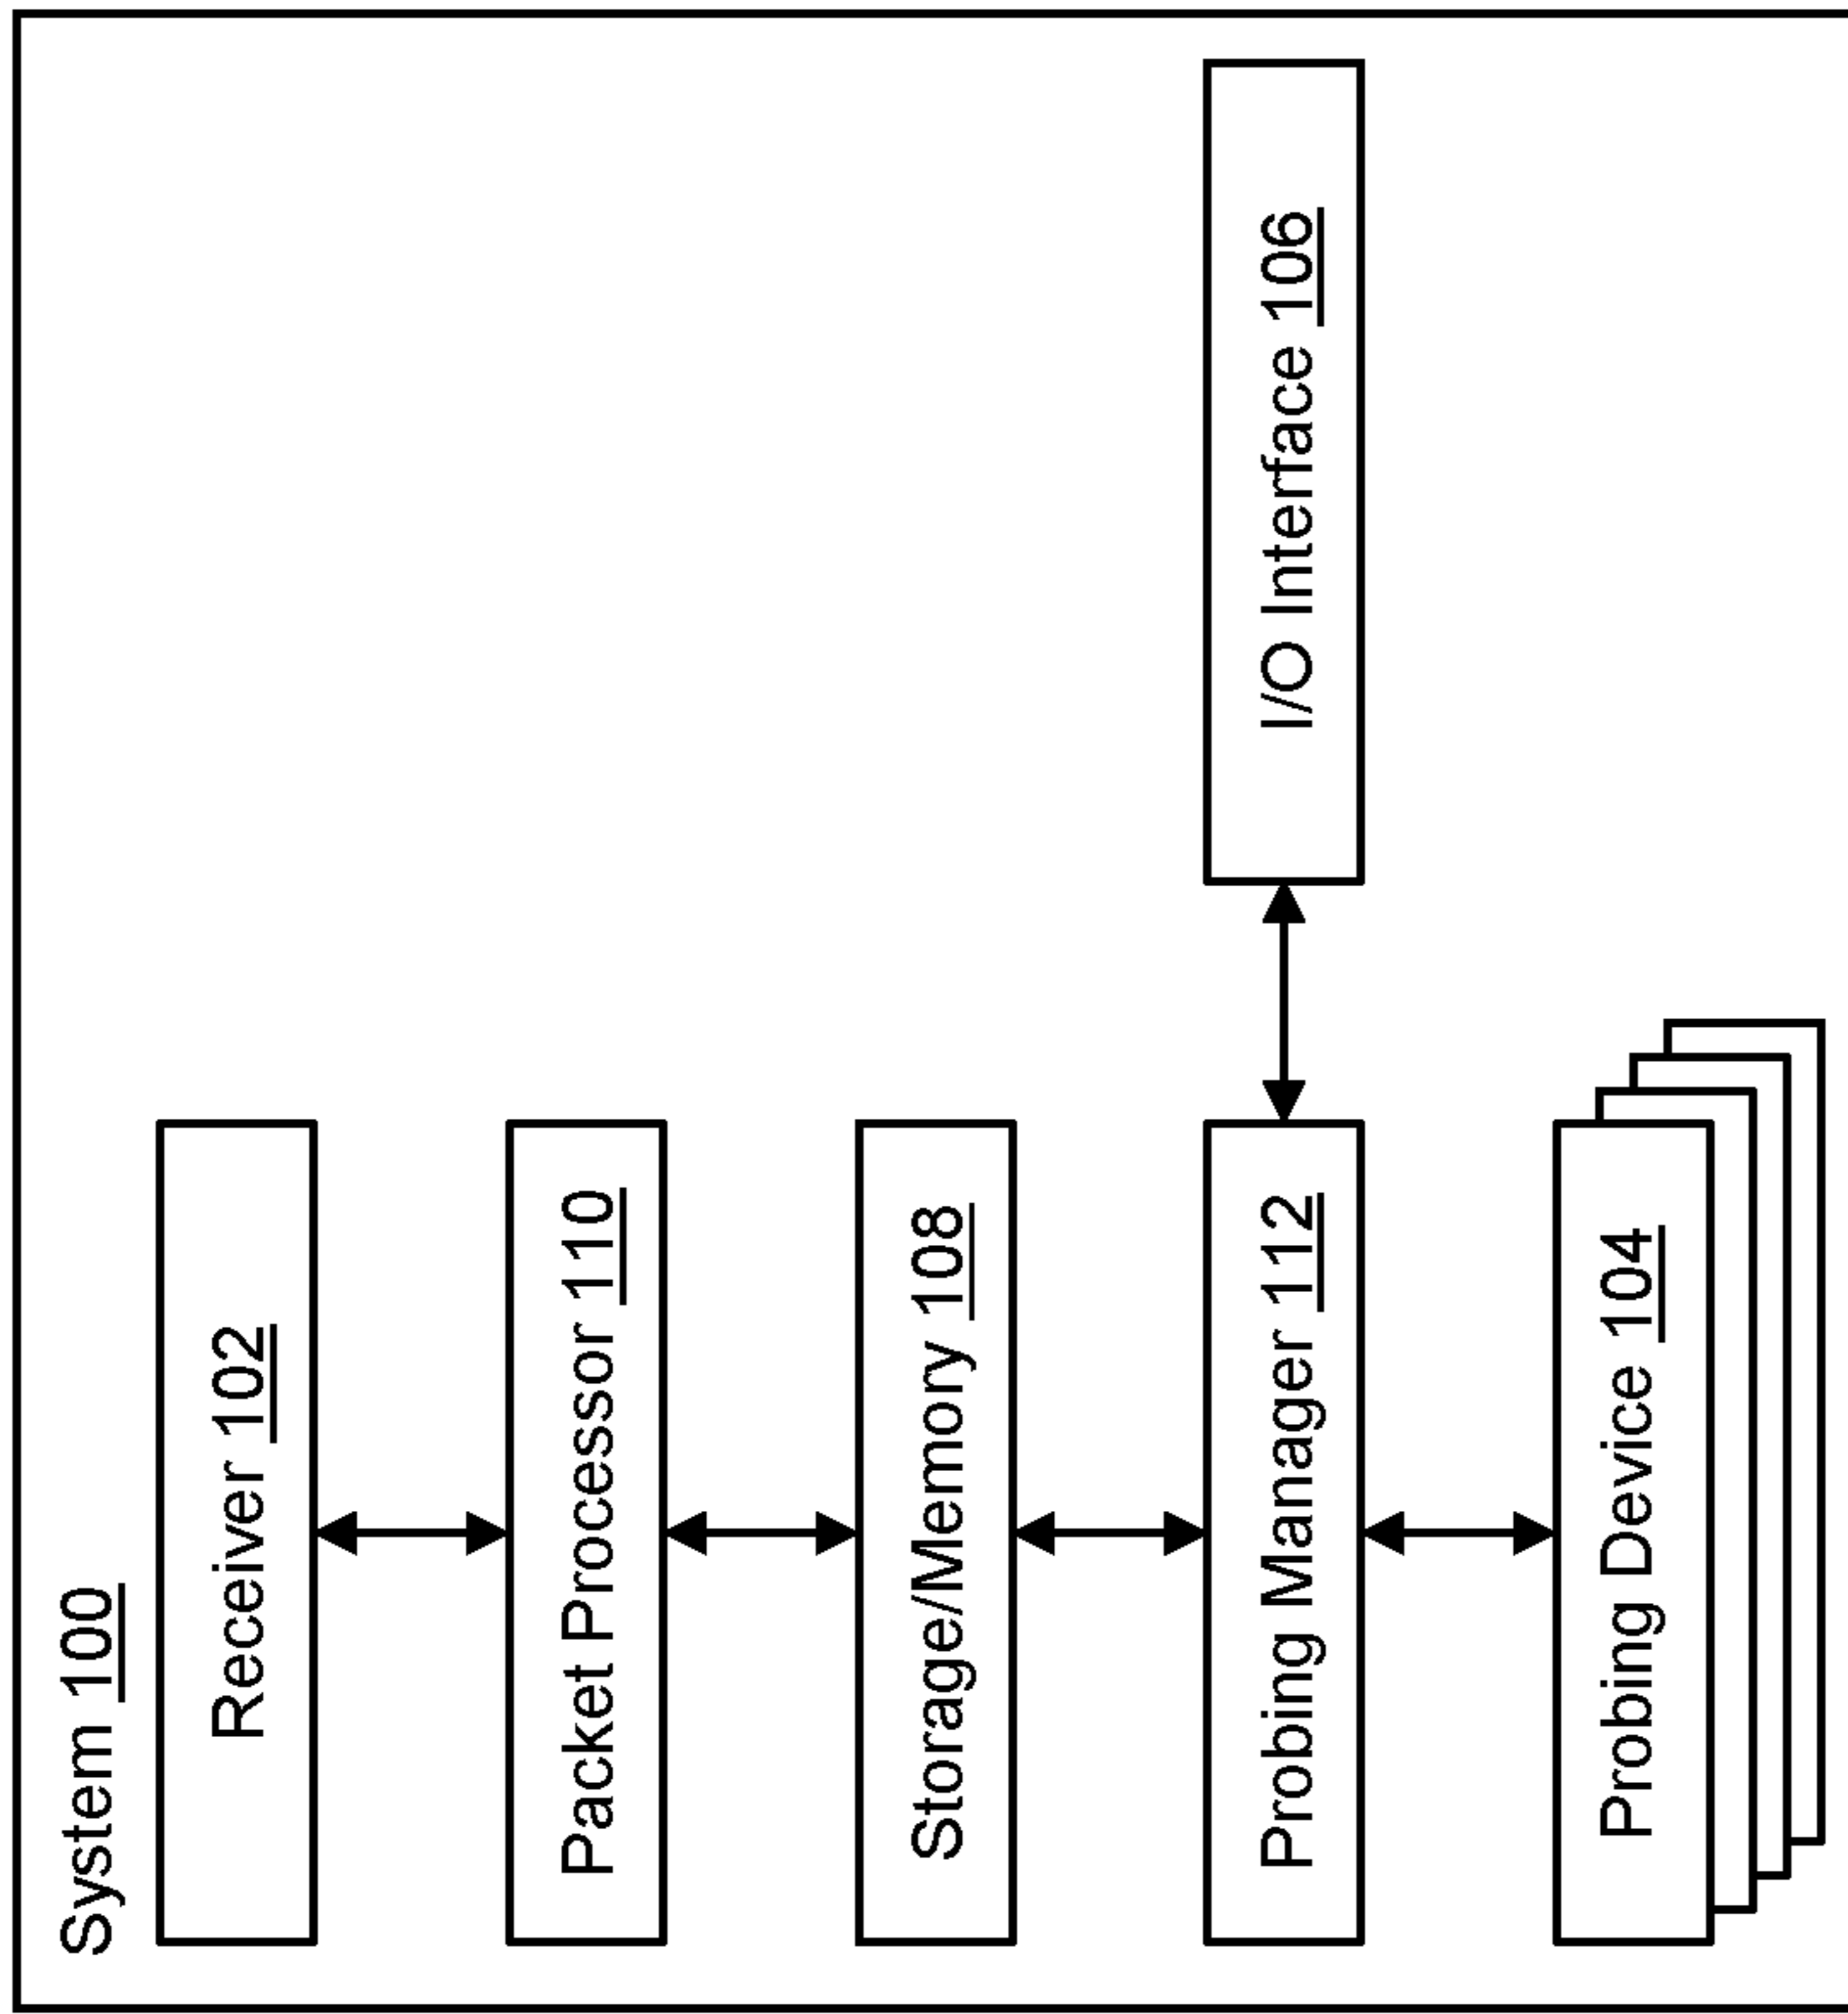 System 100
Receiver 102
Packet Processor 110
Storage/Memory 108
Probing Manager 112
I/O Interface 106
Probing Device 104